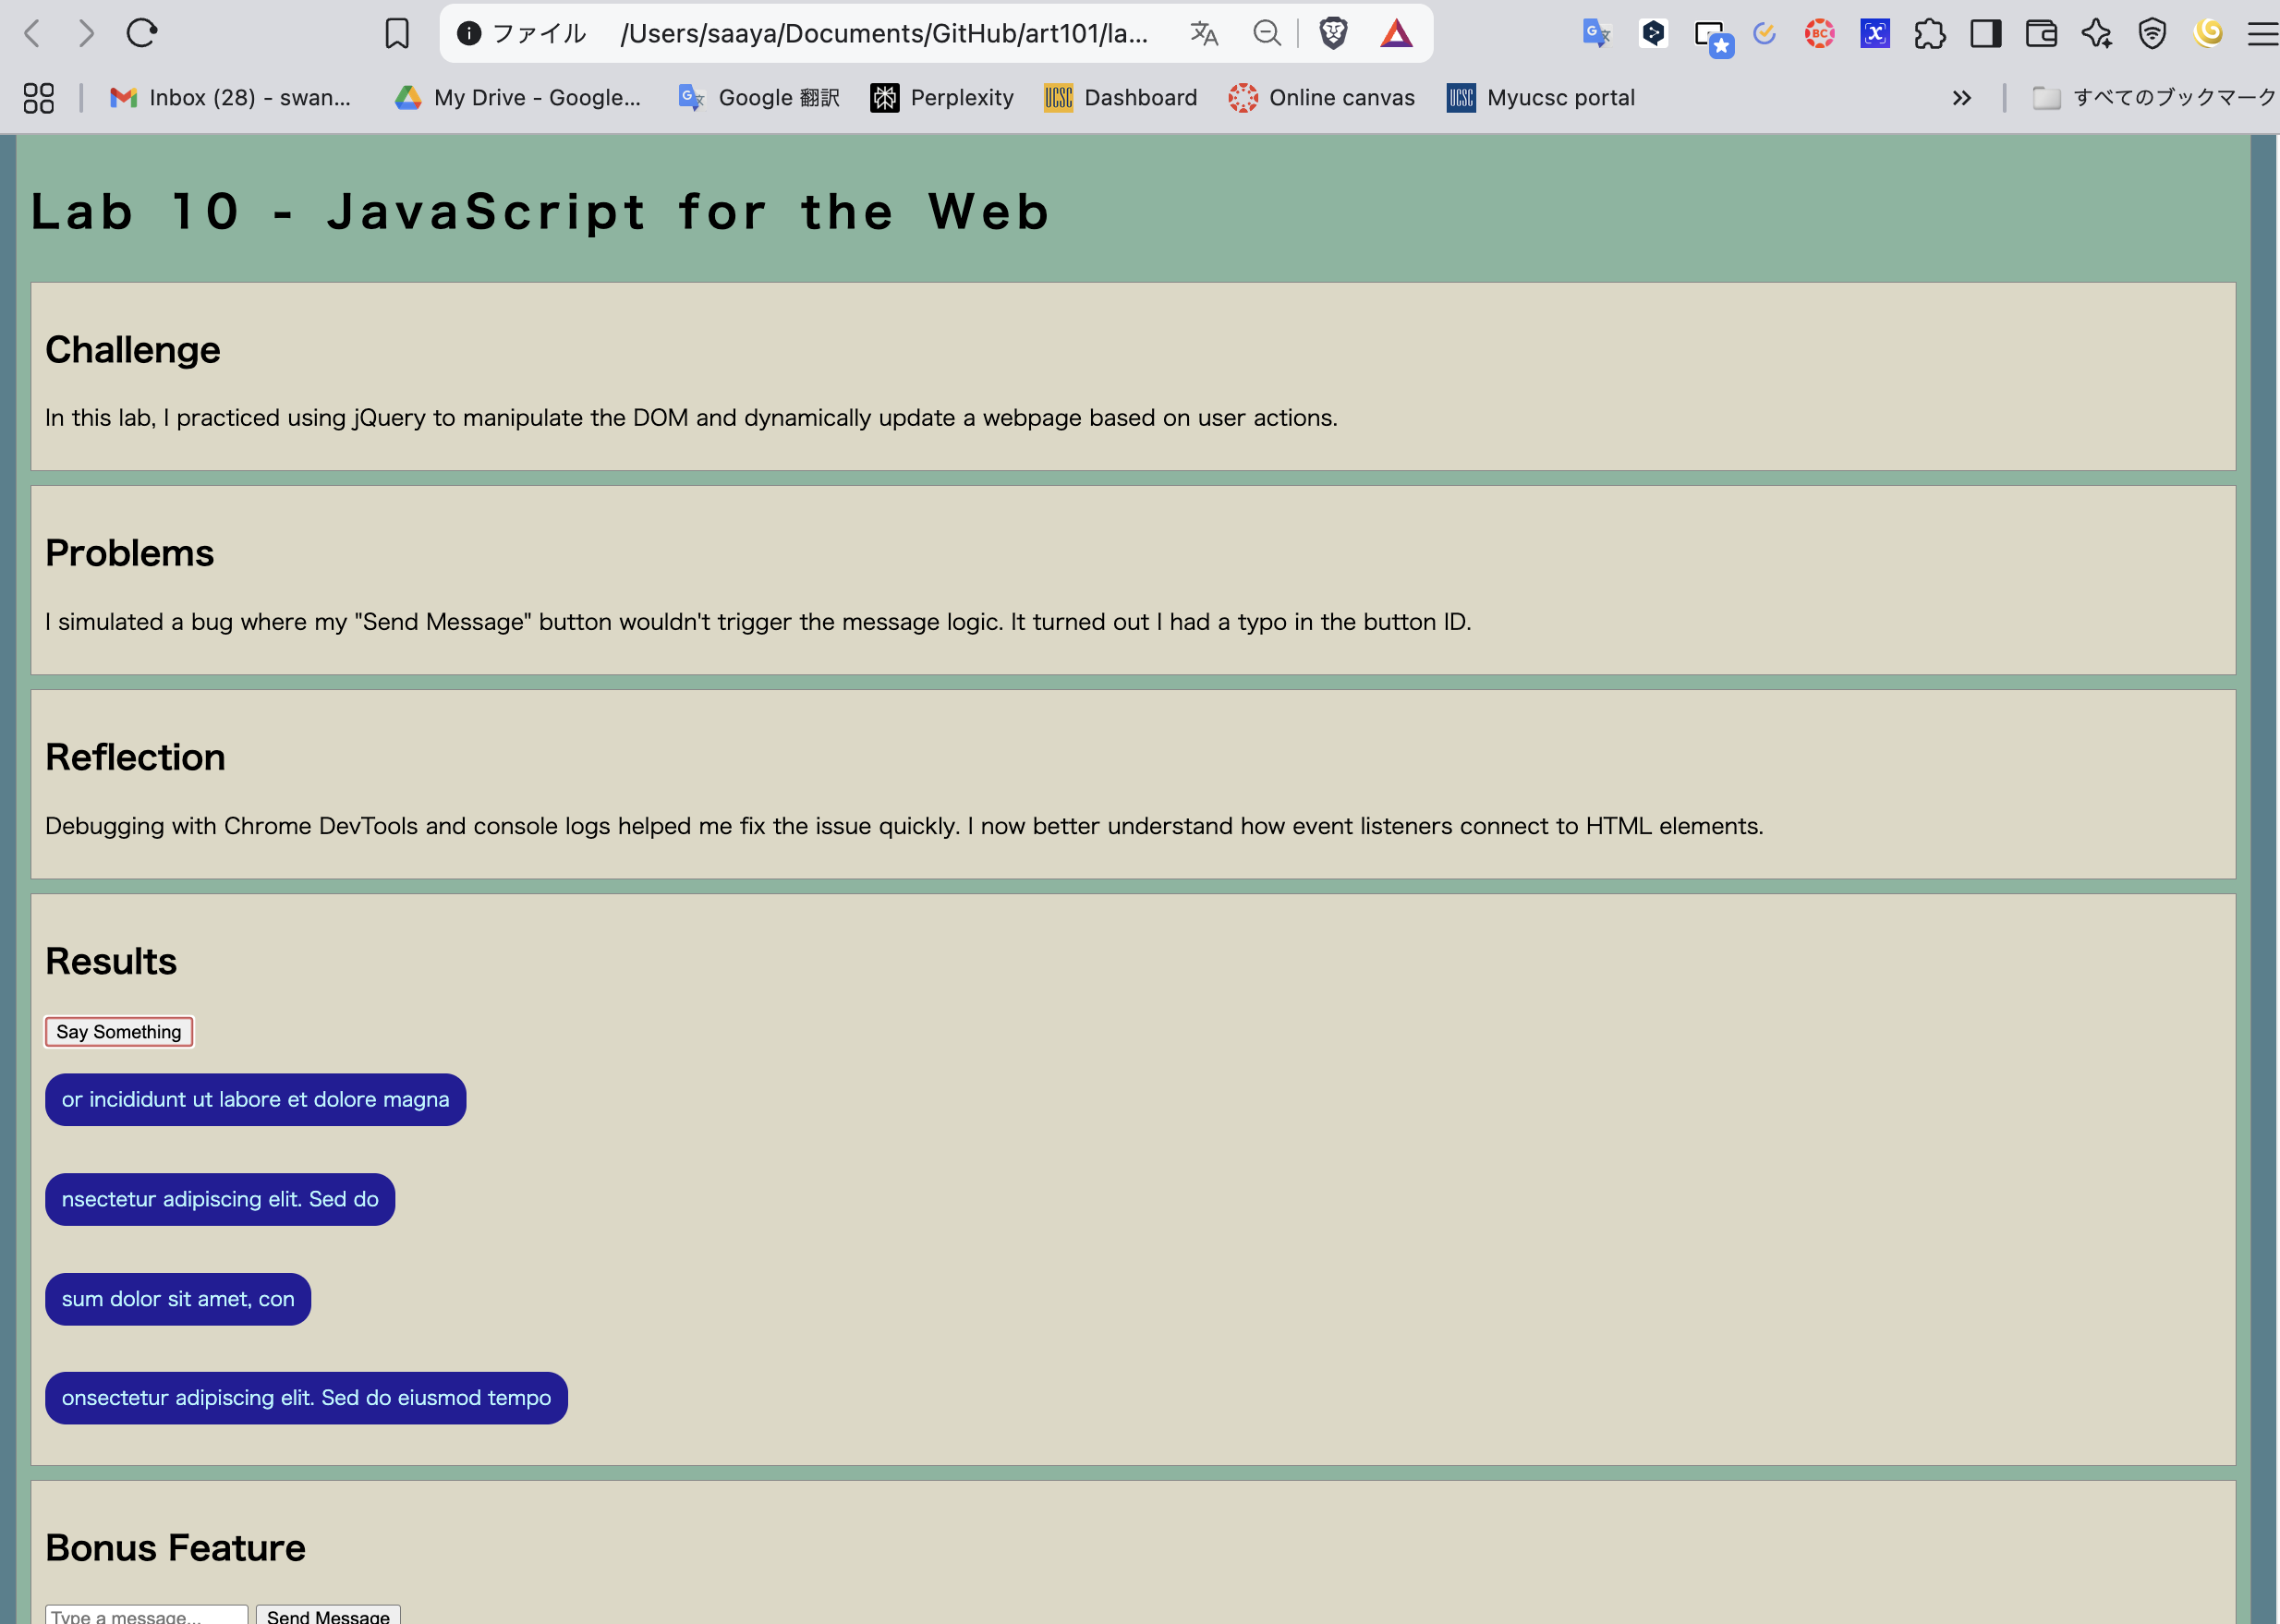 ファイル /Users/saaya/Documents/GitHub/art101/la...
Inbox (28) - swan... My Drive - Google... Google 翻訳 Perplexity UCSC Dashboard Online canvas UCSC Myucsc portal すべてのブックマーク
Lab 10 - JavaScript for the Web
Challenge
In this lab, I practiced using jQuery to manipulate the DOM and dynamically update a webpage based on user actions.
Problems
I simulated a bug where my "Send Message" button wouldn't trigger the message logic. It turned out I had a typo in the button ID.
Reflection
Debugging with Chrome DevTools and console logs helped me fix the issue quickly. I now better understand how event listeners connect to HTML elements.
Results
Say Something
or incididunt ut labore et dolore magna
nsectetur adipiscing elit. Sed do
sum dolor sit amet, con
onsectetur adipiscing elit. Sed do eiusmod tempo
Bonus Feature
Type a message... Send Message